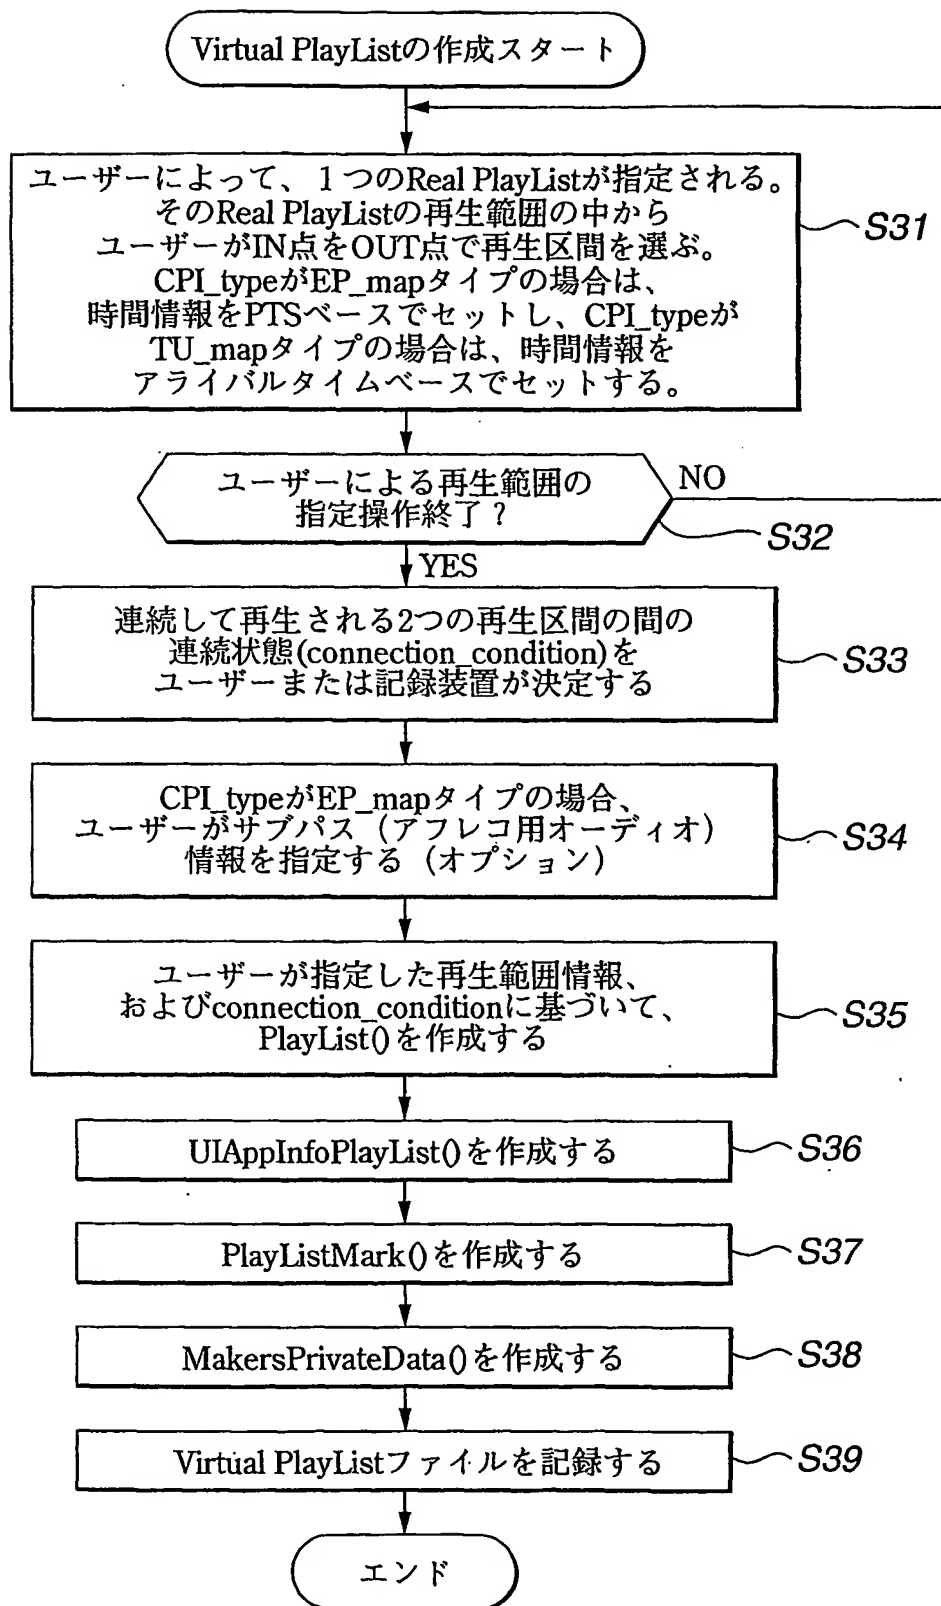 Virtual PlayListの作成スタート
ユーザーによって、1つのReal PlayListが指定される。
そのReal PlayListの再生範囲の中から
ユーザーがIN点をOUT点で再生区間を選ぶ。
CPI_typeがEP_mapタイプの場合は、
時間情報をPTSベースでセットし、CPI_typeが
TU_mapタイプの場合は、時間情報を
アライバルタイムベースでセットする。
S31
ユーザーによる再生範囲の
指定操作終了?
NO
S32
YES
連続して再生される2つの再生区間の間の
連続状態(connection_condition)を
ユーザーまたは記録装置が決定する
S33
CPI_typeがEP_mapタイプの場合、
ユーザーがサブパス(アフレコ用オーディオ)
情報を指定する(オプション)
S34
ユーザーが指定した再生範囲情報、
およびconnection_conditionに基づいて、
PlayList()を作成する
S35
UIAppInfoPlayList()を作成する
S36
PlayListMark()を作成する
S37
MakersPrivateData()を作成する
S38
Virtual PlayListファイルを記録する
S39
エンド